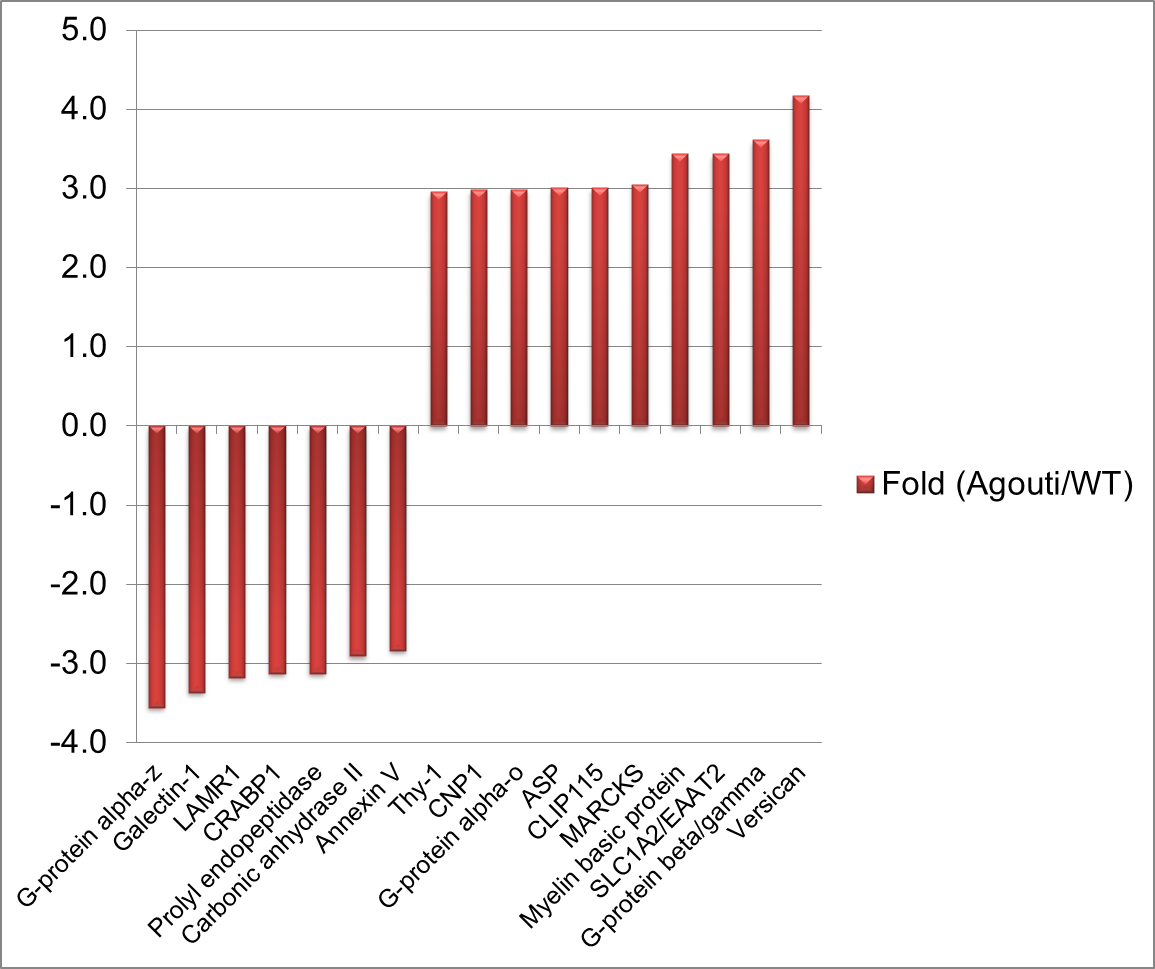 5.0
4.0
3.0
2.0
1.0
0.0
-1.0
-2.0
-3.0
-4.0
G-protein alpha-z
Galectin-1
LAMR1
CRABP1
Prolyl endopeptidase
Carbonic anhydrase II
Annexin V
Thy-1
CNP1
G-protein alpha-o
ASP
CLIP115
MARCKS
Myelin basic protein
SLC1A2/EAAT2
G-protein beta/gamma
Versican
Fold (Agouti/WT)